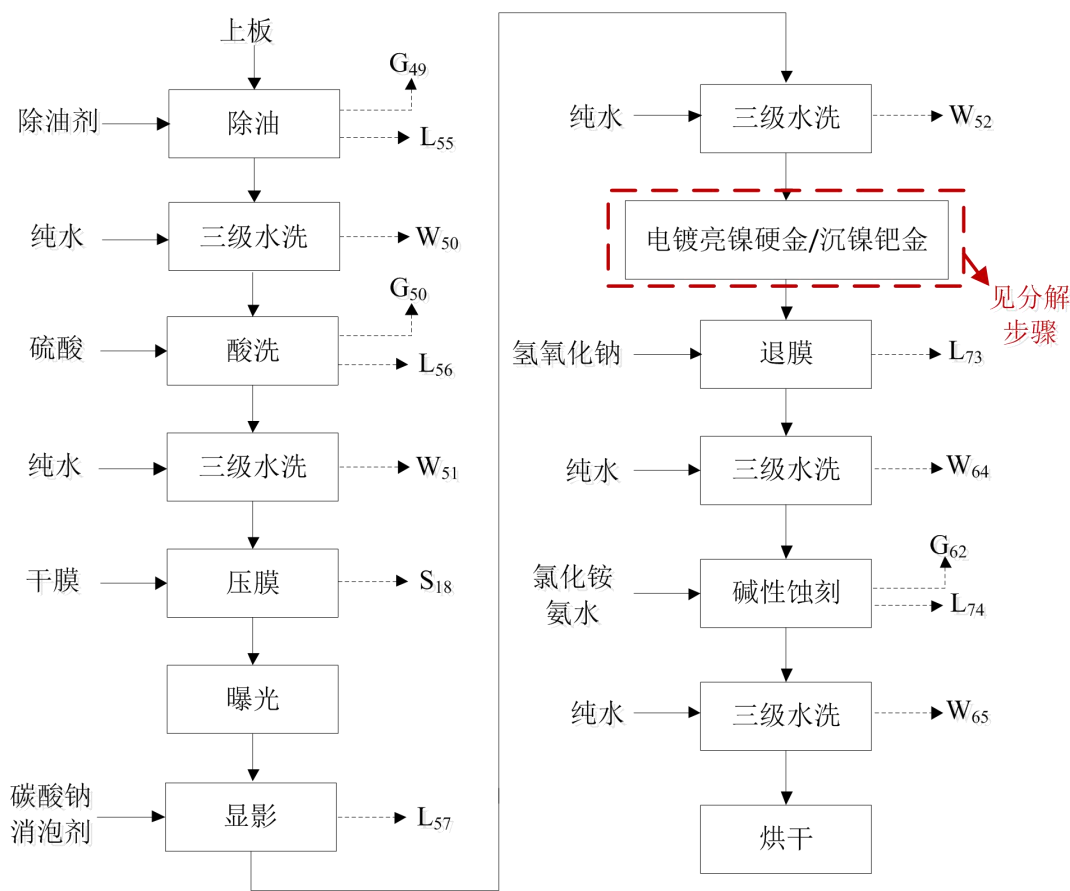 上板
G49
除油剂
除油
L55
纯水
三级水洗
W50
G50
硫酸
酸洗
L56
纯水
三级水洗
W51
干膜
压膜
S18
曝光
碳酸钠
消泡剂
显影
L57
纯水
三级水洗
W52
电镀亮镍硬金/沉镍钯金
见分解
步骤
氢氧化钠
退膜
L73
纯水
三级水洗
W64
G62
氯化铵
氨水
碱性蚀刻
L74
纯水
三级水洗
W65
烘干